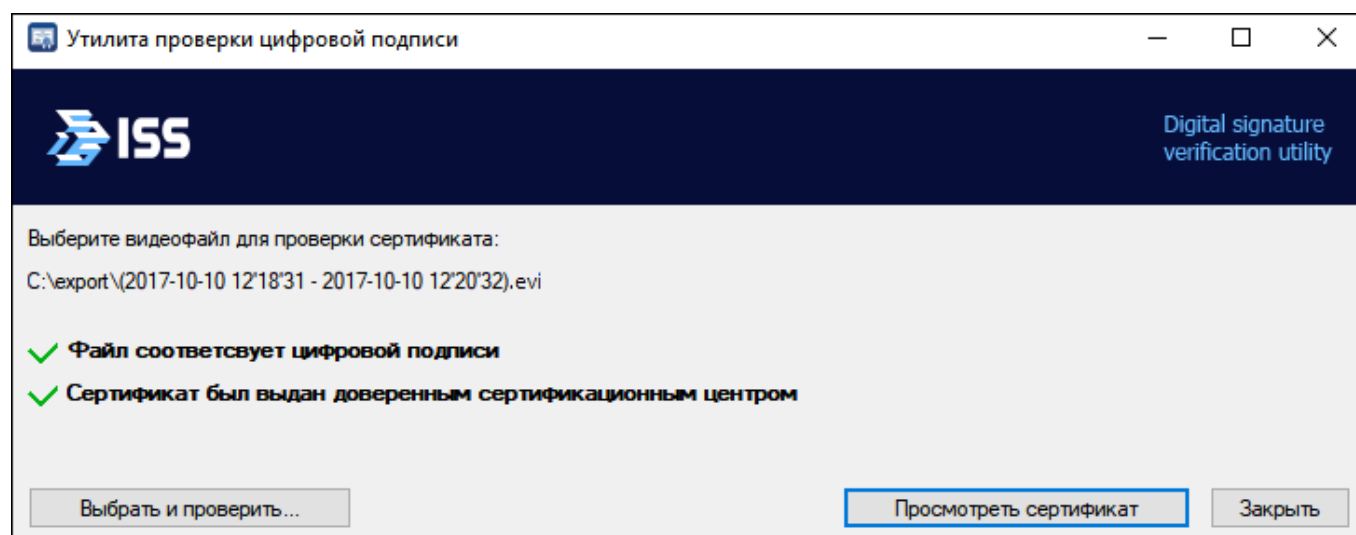 Утилита проверки цифровой подписи
ISS
Digital signature
verification utility
Выберите видеофайл для проверки сертификата:
C:\export\(2017-10-10 12'18'31 - 2017-10-10 12'20'32).evi
Файл соответсвует цифровой подписи
Сертификат был выдан доверенным сертификационным центром
Выбрать и проверить...
Просмотреть сертификат
Закрыть